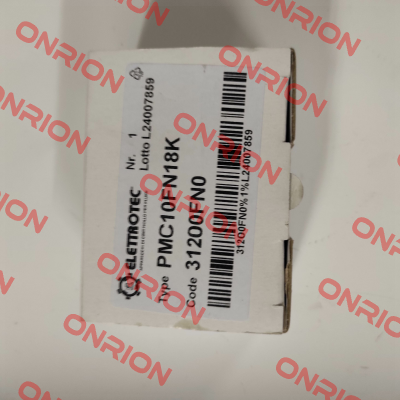 ELETTROTEC
Nr. 1
Lotto L24007859
Type PMC10FN18K
Code 31200FN0
31200FN0%1%L24007859
ONRION
ONRION
ONRION
ONRION
ONRION
ONRION
ONRION
ONRION
ONRION